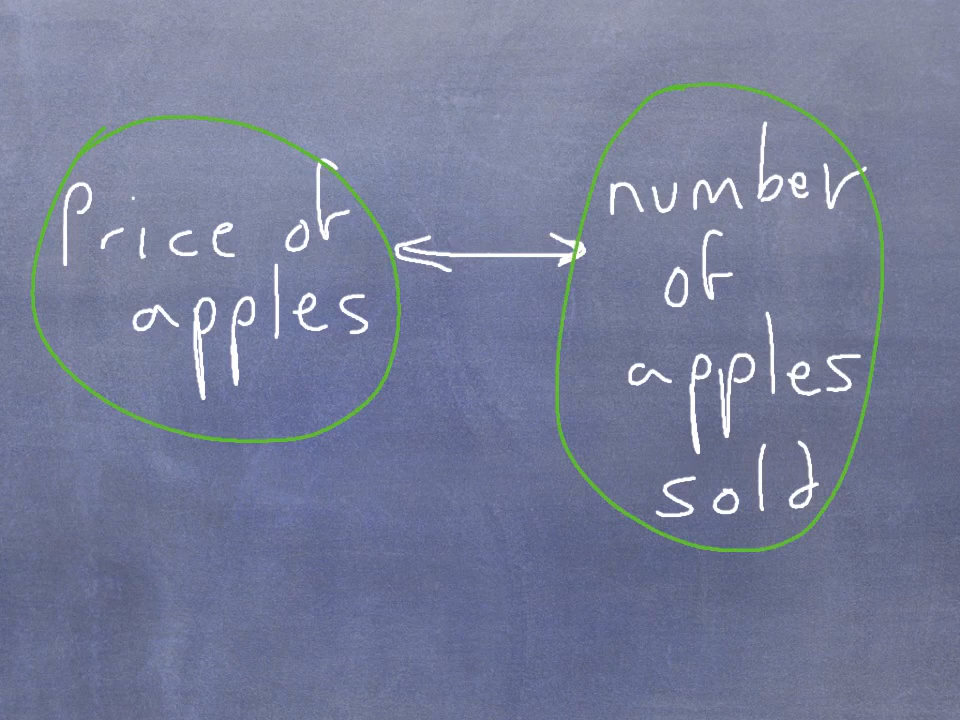 Price of
apples
number
of
apples
sold